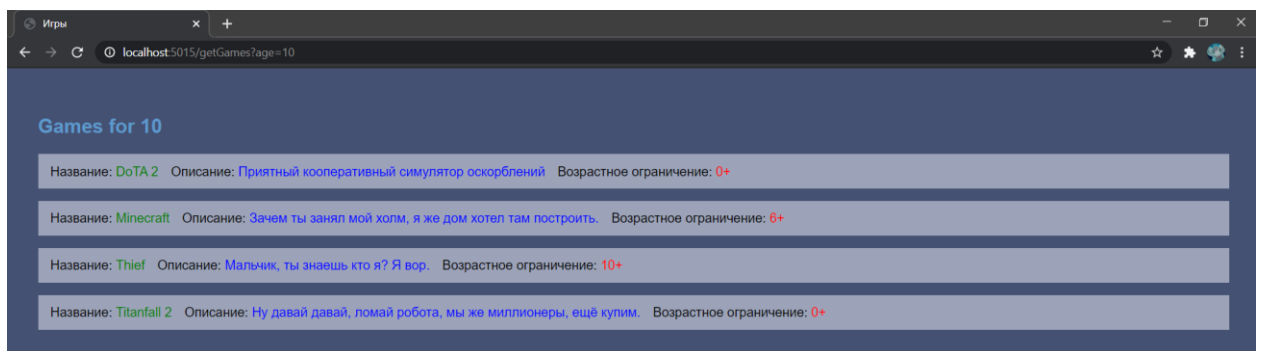 Игры
localhost:5015/getGames?age=10
Games for 10
Название: DoTA 2 Описание: Приятный кооперативный симулятор оскорблений Возрастное ограничение: 0+
Название: Minecraft Описание: Зачем ты занял мой холм, я же дом хотел там построить. Возрастное ограничение: 6+
Название: Thief Описание: Мальчик, ты знаешь кто я? Я вор. Возрастное ограничение: 10+
Название: Titanfall 2 Описание: Ну давай давай, ломай робота, мы же миллионеры, ещё купим. Возрастное ограничение: 0+